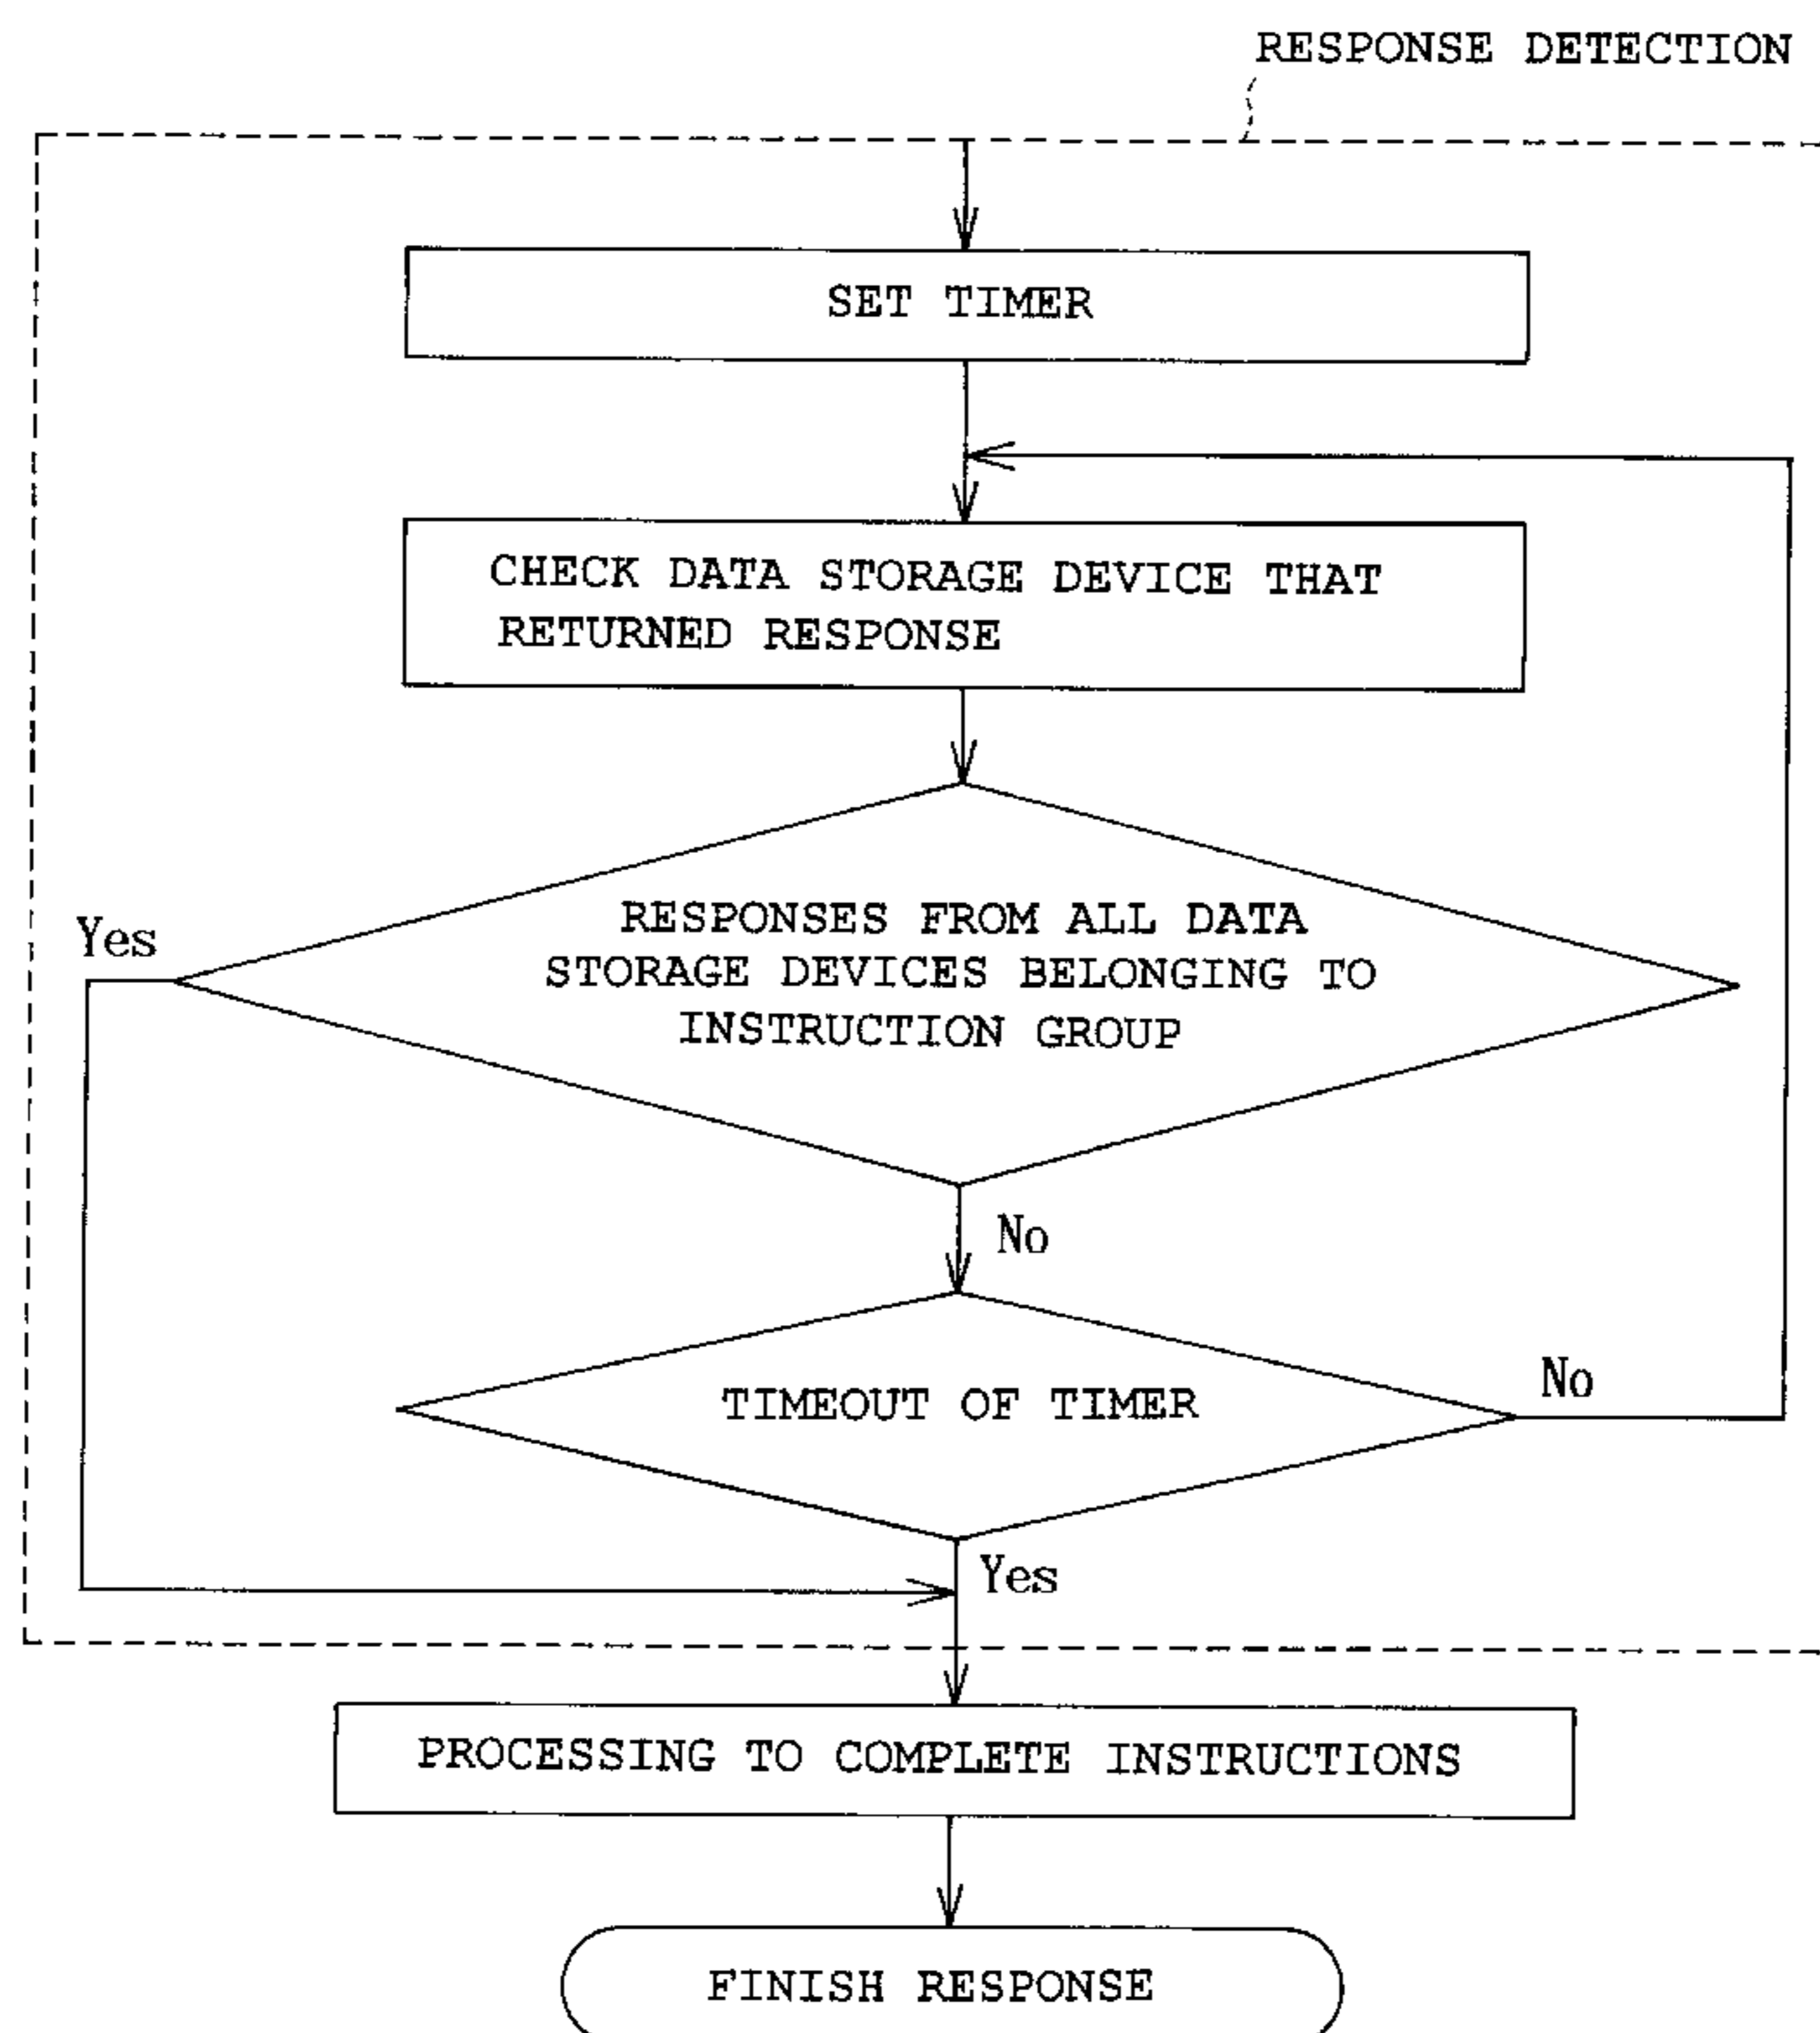 RESPONSE DETECTION
SET TIMER
CHECK DATA STORAGE DEVICE THAT
RETURNED RESPONSE
RESPONSES FROM ALL DATA
STORAGE DEVICES BELONGING TO
INSTRUCTION GROUP
Yes
No
TIMEOUT OF TIMER
No
Yes
PROCESSING TO COMPLETE INSTRUCTIONS
FINISH RESPONSE